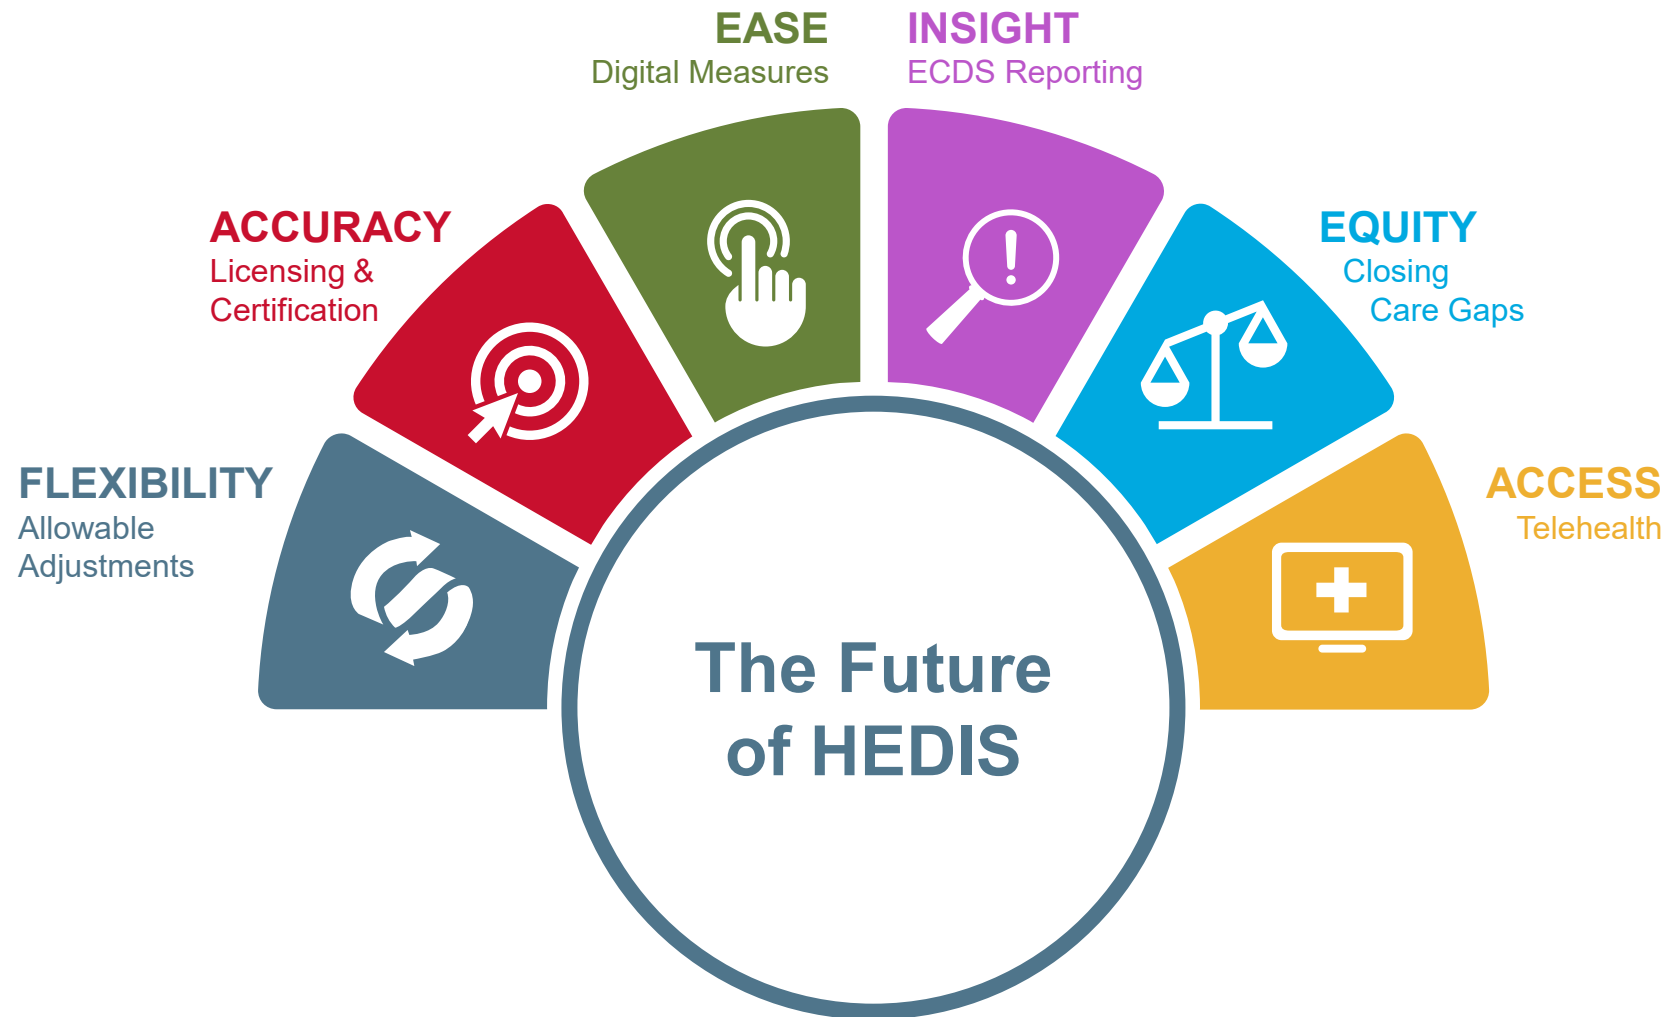 EASE
Digital Measures
INSIGHT
ECDS Reporting
ACCURACY
Licensing &
Certification
EQUITY
Closing
Care Gaps
FLEXIBILITY
Allowable
Adjustments
ACCESS
Telehealth
The Future
of HEDIS